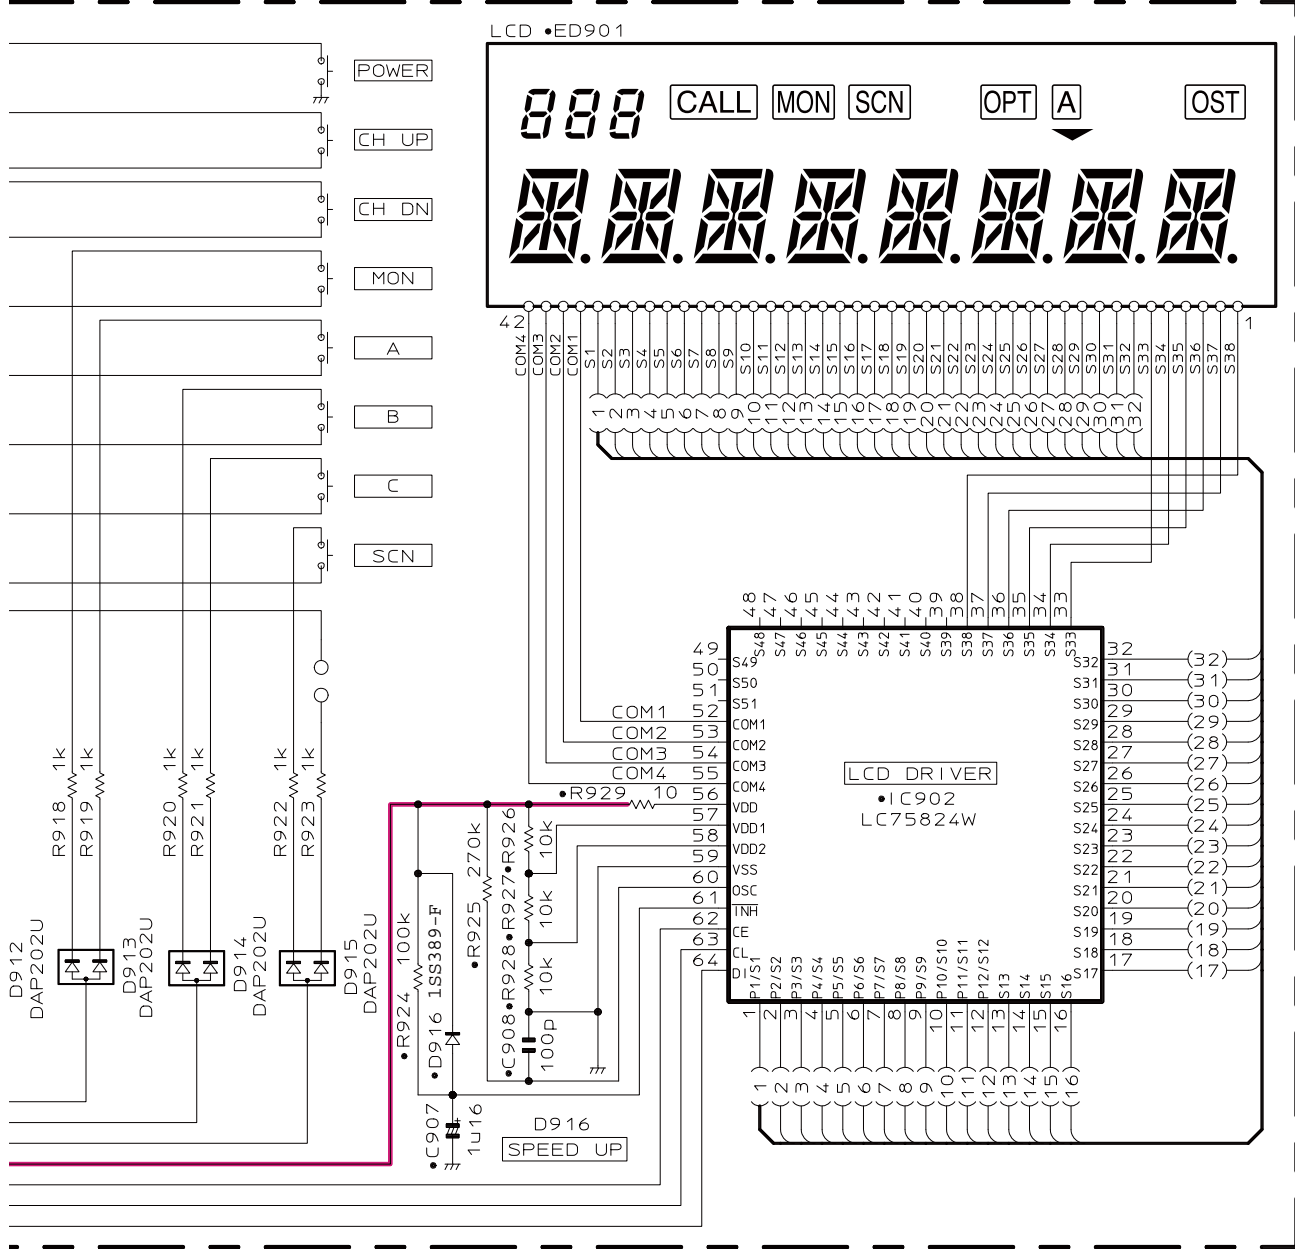 LCD •ED901
888 CALL MON SCN OPT A OST
POWER
CH UP
CH DN
MON
A
B
C
SCN
42
1
COM4
COM3
COM2
COM1
S1
S2
S3
S4
S5
S6
S7
S8
S9
S10
S11
S12
S13
S14
S15
S16
S17
S18
S19
S20
S21
S22
S23
S24
S25
S26
S27
S28
S29
S30
S31
S32
S33
S34
S35
S36
S37
S38
1
2
3
4
5
6
7
8
9
10
11
12
13
14
15
16
17
18
19
20
21
22
23
24
25
26
27
28
29
30
31
32
48
47
46
45
44
43
42
41
40
39
38
37
36
35
34
33
S48
S47
S46
S45
S44
S43
S42
S41
S40
S39
S38
S37
S36
S35
S34
S33
49 S49
50 S50
51 S51
COM1 52 COM1
COM2 53 COM2
COM3 54 COM3
COM4 55 COM4
•R929 10 56 VDD
57 VDD1
58 VDD2
59 VSS
60 OSC
61 INH
62 CE
63 CL
64 DI
LCD DRIVER
•IC902
LC75824W
S32 32 (32)
S31 31 (31)
S30 30 (30)
S29 29 (29)
S28 28 (28)
S27 27 (27)
S26 26 (26)
S25 25 (25)
S24 24 (24)
S23 23 (23)
S22 22 (22)
S21 21 (21)
S20 20 (20)
S19 19 (19)
S18 18 (18)
S17 17 (17)
P1/S1
P2/S2
P3/S3
P4/S4
P5/S5
P6/S6
P7/S7
P8/S8
P9/S9
P10/S10
P11/S11
P12/S12
S13
S14
S15
S16
1
2
3
4
5
6
7
8
9
10
11
12
13
14
15
16
(1)
(2)
(3)
(4)
(5)
(6)
(7)
(8)
(9)
(10)
(11)
(12)
(13)
(14)
(15)
(16)
R918 1k
R919 1k
R920 1k
R921 1k
R922 1k
R923 1k
D912
DAP202U
D913
DAP202U
D914
DAP202U
D915
DAP202U
•R924 100k
•D916 1SS389-F
•R925 270k
•R926
10k
•R927
10k
•R928
10k
•C908
100p
•C907
1u16
+
D916
SPEED UP